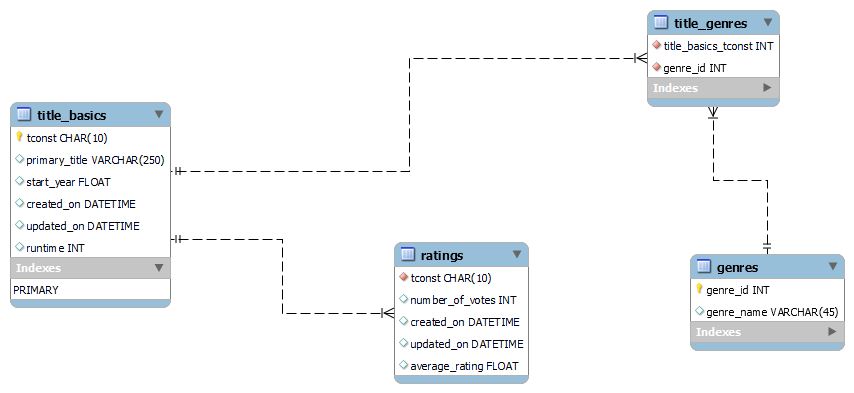 title_genres
title_basics_tconst INT
genre_id INT
Indexes
title_basics
tconst CHAR(10)
primary_title VARCHAR(250)
start_year FLOAT
created_on DATETIME
updated_on DATETIME
runtime INT
Indexes
PRIMARY
ratings
tconst CHAR(10)
number_of_votes INT
created_on DATETIME
updated_on DATETIME
average_rating FLOAT
genres
genre_id INT
genre_name VARCHAR(45)
Indexes